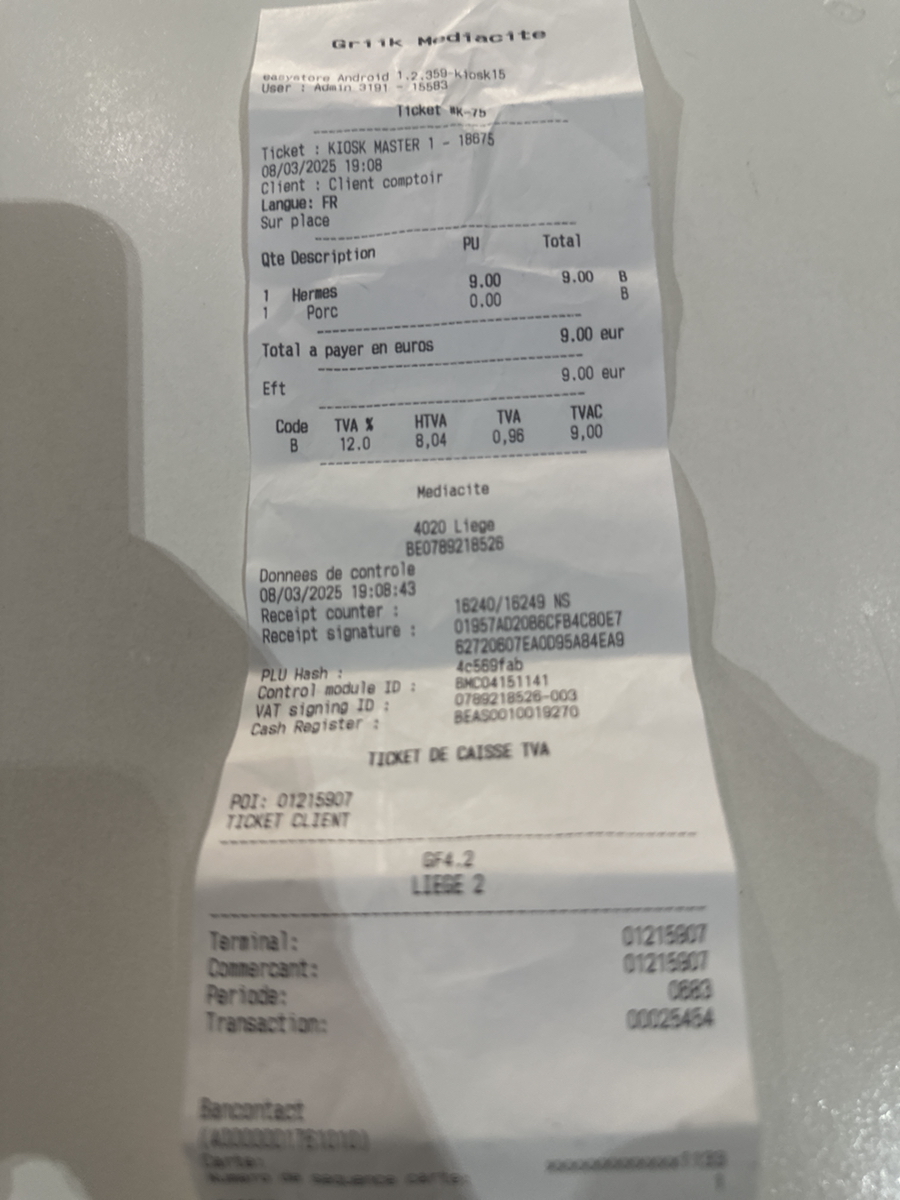 Griik Mediacite
easystore Android 1.2.359-kiosk15
User : Admin 3191 - 15583
Ticket #K-75
Ticket : KIOSK MASTER 1 - 18675
08/03/2025 19:08
Client : Client comptoir
Langue: FR
Sur place
Qte Description PU Total
1 Hermes 9.00 9.00 B
1 Porc 0.00 B
Total a payer en euros 9.00 eur
Eft 9.00 eur
Code TVA % HTVA TVA TVAC
B 12.0 8,04 0,96 9,00
Mediacite
4020 Liege
BE0789218526
Donnees de controle
08/03/2025 19:08:43
Receipt counter : 16240/16249 NS
Receipt signature : 01957AD20B6CFB4C80E7
62720607EA0D95A84EA9
PLU Hash : 4c569fab
Control module ID : BMC04151141
VAT signing ID : 0789218526-003
Cash Register : BEAS0010019270
TICKET DE CAISSE TVA
POI: 01215907
TICKET CLIENT
GF4.2
LIEGE 2
Terminal: 01215907
Commercant: 01215907
Periode: 0683
Transaction: 00025454
Bancontact
Carte:
Numero de sequence carte: